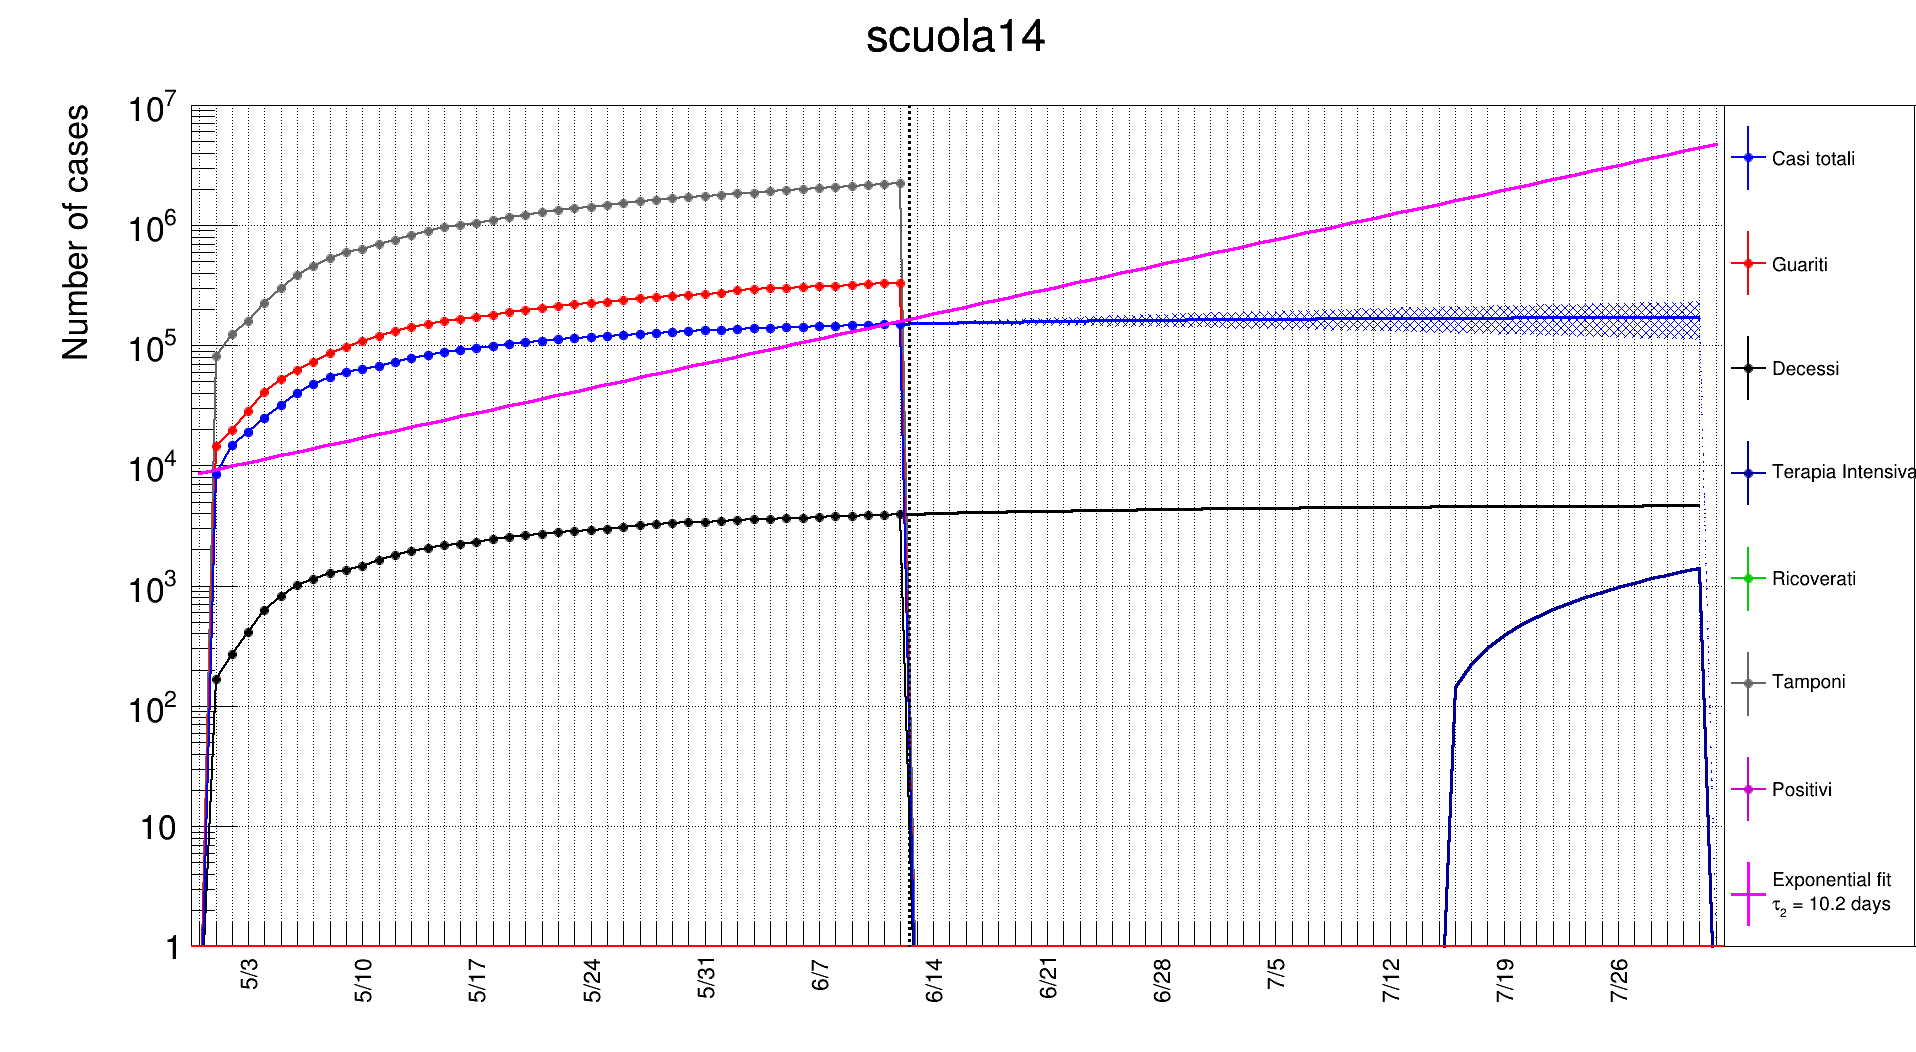 scuola14
Number of cases
10^7
10^6
10^5
10^4
10^3
10^2
10
1
5/3 5/10 5/17 5/24 5/31 6/7 6/14 6/21 6/28 7/5 7/12 7/19 7/26
Casi totali
Guariti
Decessi
Terapia Intensiva
Ricoverati
Tamponi
Positivi
Exponential fit
τ₂ = 10.2 days